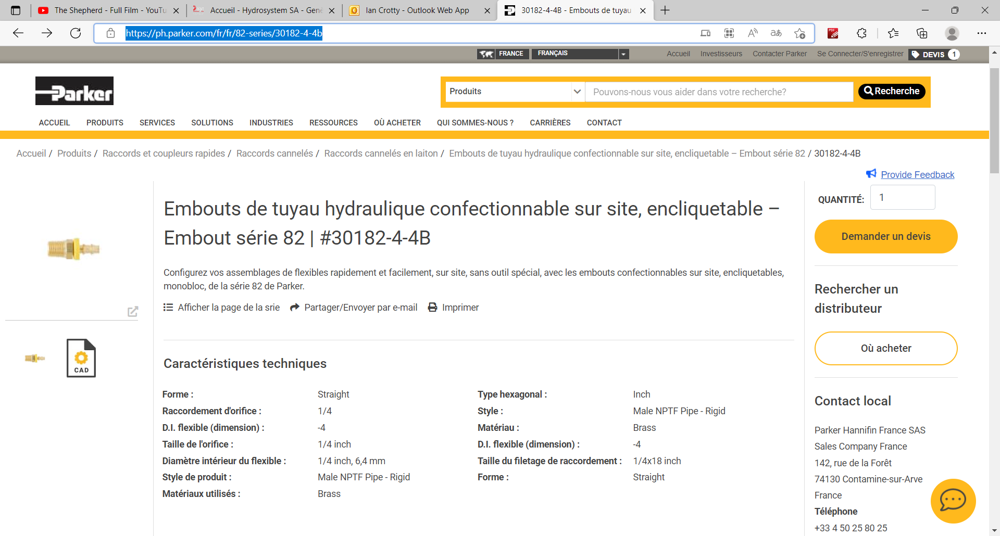 The Shepherd - Full Film - YouTu
Accueil - Hydrosystem SA - Gen
Ian Crotty - Outlook Web App
30182-4-4B - Embouts de tuyau
https://ph.parker.com/fr/fr/82-series/30182-4-4b
FRANCE
FRANÇAIS
Accueil
Investisseurs
Contacter Parker
Se Connecter/S'enregistrer
DEVIS 1
Parker
Produits
Pouvons-nous vous aider dans votre recherche?
Recherche
ACCUEIL
PRODUITS
SERVICES
SOLUTIONS
INDUSTRIES
RESSOURCES
OÙ ACHETER
QUI SOMMES-NOUS ?
CARRIÈRES
CONTACT
Accueil / Produits / Raccords et coupleurs rapides / Raccords cannelés / Raccords cannelés en laiton / Embouts de tuyau hydraulique confectionnable sur site, encliquetable – Embout série 82 / 30182-4-4B
Provide Feedback
Embouts de tuyau hydraulique confectionnable sur site, encliquetable –
Embout série 82 | #30182-4-4B
Configurez vos assemblages de flexibles rapidement et facilement, sur site, sans outil spécial, avec les embouts confectionnables sur site, encliquetables,
monobloc, de la série 82 de Parker.
Afficher la page de la srie
Partager/Envoyer par e-mail
Imprimer
CAD
Caractéristiques techniques
Forme : Straight
Raccordement d'orifice : 1/4
D.I. flexible (dimension) : -4
Taille de l'orifice : 1/4 inch
Diamètre intérieur du flexible : 1/4 inch, 6,4 mm
Style de produit : Male NPTF Pipe - Rigid
Matériaux utilisés : Brass
Type hexagonal : Inch
Style : Male NPTF Pipe - Rigid
Matériau : Brass
D.I. flexible (dimension) : -4
Taille du filetage de raccordement : 1/4x18 inch
Forme : Straight
QUANTITÉ: 1
Demander un devis
Rechercher un
distributeur
Où acheter
Contact local
Parker Hannifin France SAS
Sales Company France
142, rue de la Forêt
74130 Contamine-sur-Arve
France
Téléphone
+33 4 50 25 80 25